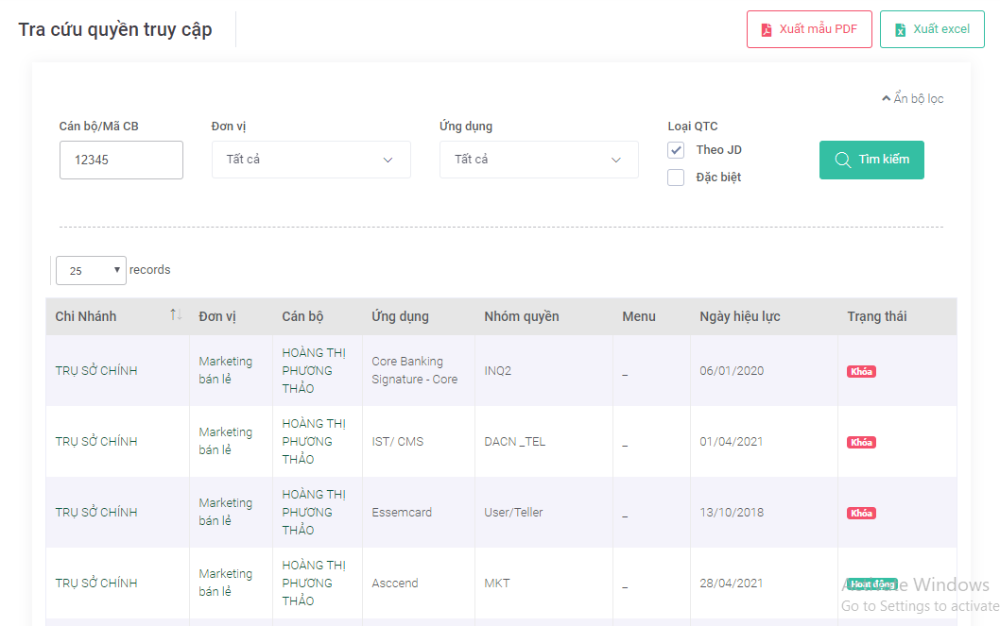 Tra cứu quyền truy cập
Xuất mẫu PDF
Xuất excel
Ẩn bộ lọc
Cán bộ/Mã CB
Đơn vị
Ứng dụng
Loại QTC
12345
Tất cả
Tất cả
Theo JD
Đặc biệt
Tìm kiếm
25 records
Chi Nhánh Đơn vị Cán bộ Ứng dụng Nhóm quyền Menu Ngày hiệu lực Trạng thái
TRỤ SỞ CHÍNH
Marketing
bán lẻ
HOÀNG THỊ
PHƯƠNG
THẢO
Core Banking
Signature - Core
INQ2
_
06/01/2020
Khóa
TRỤ SỞ CHÍNH
Marketing
bán lẻ
HOÀNG THỊ
PHƯƠNG
THẢO
IST/ CMS
DACN _TEL
_
01/04/2021
Khóa
TRỤ SỞ CHÍNH
Marketing
bán lẻ
HOÀNG THỊ
PHƯƠNG
THẢO
Essemcard
User/Teller
_
13/10/2018
Khóa
TRỤ SỞ CHÍNH
Marketing
bán lẻ
HOÀNG THỊ
PHƯƠNG
THẢO
Asccend
MKT
_
28/04/2021
Hoạt động
Activate Windows
Go to Settings to activate